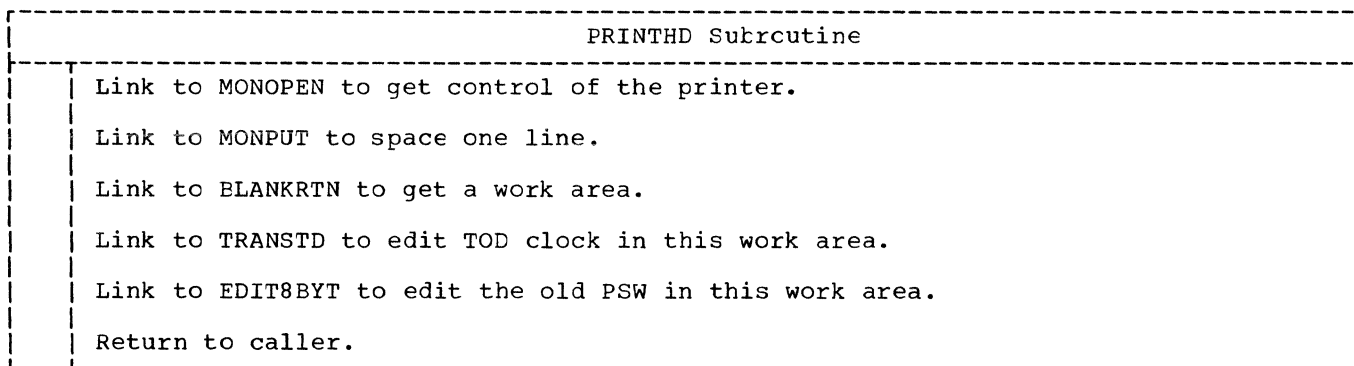 PRINTHD Subrcutine
Link to MONOPEN to get control of the printer.
Link to MONPUT to space one line.
Link to BLANKRTN to get a work area.
Link to TRANSTD to edit TOD clock in this work area.
Link to EDIT8BYT to edit the old PSW in this work area.
Return to caller.